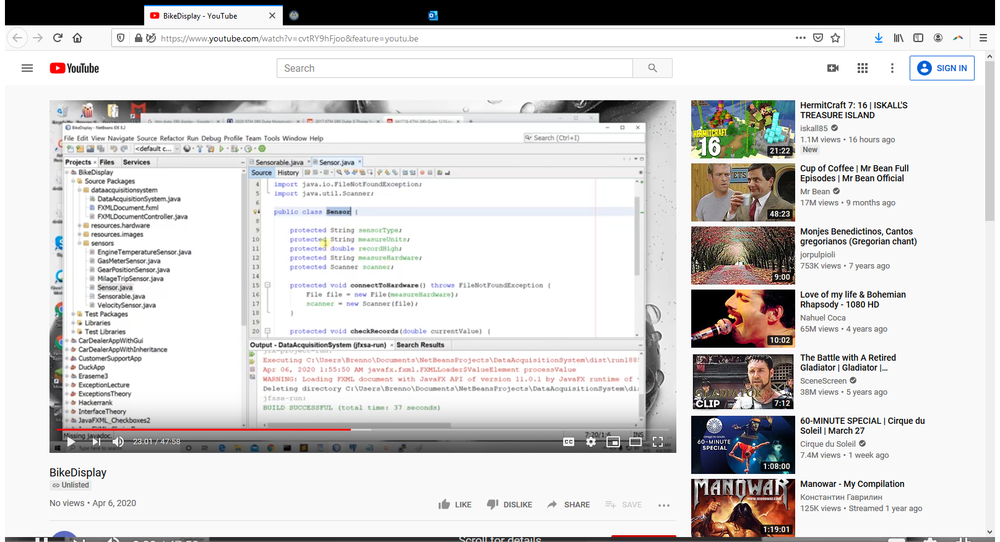 BikeDisplay - YouTube
https://www.youtube.com/watch?v=cvtRY9hFjoo&feature=youtu.be
YouTube
Search
SIGN IN
BikeDisplay - NetBeans IDE 8.2
File Edit View Navigate Source Refactor Run Debug Profile Team Tools Window Help
Search (Ctrl+I)
<default c...
Projects Files Services
BikeDisplay
Source Packages
dataacquisitionsystem
DataAcquisitionSystem.java
FXMLDocument.fxml
FXMLDocumentController.java
resources.hardware
resources.images
sensors
EngineTemperatureSensor.java
GasMeterSensor.java
GearPositionSensor.java
MilageTripSensor.java
Sensor.java
Sensorable.java
VelocitySensor.java
Test Packages
Libraries
Test Libraries
CarDealerAppWithGui
CarDealerAppWithInheritance
CustomerSupportApp
DuckApp
Eraseme3
ExceptionLecture
ExceptionsTheory
Hackerrank
InterfaceTheory
JavaFXML_Checkboxes2
Missing javadoc.
Sensorable.java Sensor.java
Source History
4 import java.io.FileNotFoundException;
5 import java.util.Scanner;
6
public class Sensor {
8
9 protected String sensorType;
10 protected String measureUnits;
11 protected double recordHigh;
12 protected String measureHardware;
13 protected Scanner scanner;
14
15 protected void connectToHardware() throws FileNotFoundException {
16 File file = new File(measureHardware);
17 scanner = new Scanner(file);
18 }
19
20 protected void checkRecords(double currentValue) {
Output - DataAcquisitionSystem (jfxsa-run) Search Results
jfx-project-run:
Executing C:\Users\Brenno\Documents\NetBeansProjects\DataAcquisitionSystem\dist\run188
Apr 06, 2020 1:55:50 AM javafx.fxml.FXMLLoader$ValueElement processValue
WARNING: Loading FXML document with JavaFX API of version 11.0.1 by JavaFX runtime of
Deleting directory C:\Users\Brenno\Documents\NetBeansProjects\DataAcquisitionSystem\di
jfxsa-run:
BUILD SUCCESSFUL (total time: 37 seconds)
7:20/1:6 INS
23:01 / 47:58
CC
BikeDisplay
Unlisted
No views • Apr 6, 2020
LIKE DISLIKE SHARE SAVE
HERMITCRAFT
16
21:22
HermitCraft 7: 16 | ISKALL'S
TREASURE ISLAND
iskall85
1.1M views • 16 hours ago
New
48:23
Cup of Coffee | Mr Bean Full
Episodes | Mr Bean Official
Mr Bean
17M views • 9 months ago
9:00
Monjes Benedictinos, Cantos
gregorianos (Gregorian chant)
jorpulpioli
753K views • 7 years ago
10:02
Love of my life & Bohemian
Rhapsody - 1080 HD
Nahuel Coca
65M views • 4 years ago
GLADIATOR
CLIP
7:12
The Battle with A Retired
Gladiator | Gladiator |...
SceneScreen
38M views • 5 years ago
CIRQUE DU SOLEIL
60-MINUTE
SPECIAL
1:08:00
60-MINUTE SPECIAL | Cirque du
Soleil | March 27
Cirque du Soleil
7.4M views • 1 week ago
MANOWAR
www.manowar.com
1:19:01
Manowar - My Compilation
Константин Гаврилин
125K views • Streamed 1 year ago
Scroll for details